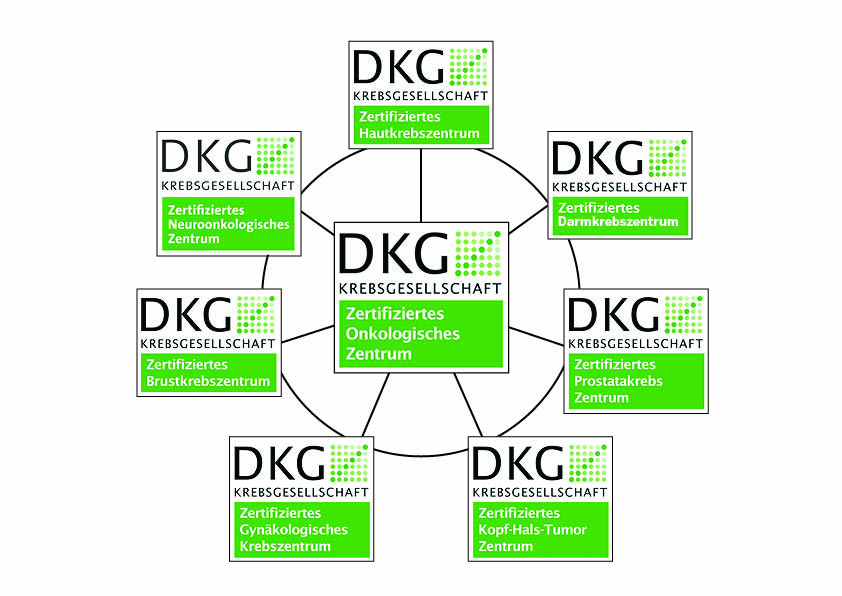 DKG
KREBSGESELLSCHAFT
Zertifiziertes
Hautkrebszentrum
DKG
KREBSGESELLSCHAFT
Zertifiziertes
Neuroonkologisches
Zentrum
DKG
KREBSGESELLSCHAFT
Zertifiziertes
Darmkrebszentrum
DKG
KREBSGESELLSCHAFT
Zertifiziertes
Onkologisches
Zentrum
DKG
KREBSGESELLSCHAFT
Zertifiziertes
Brustkrebszentrum
DKG
KREBSGESELLSCHAFT
Zertifiziertes
Prostatakrebs
Zentrum
DKG
KREBSGESELLSCHAFT
Zertifiziertes
Gynäkologisches
Krebszentrum
DKG
KREBSGESELLSCHAFT
Zertifiziertes
Kopf-Hals-Tumor
Zentrum